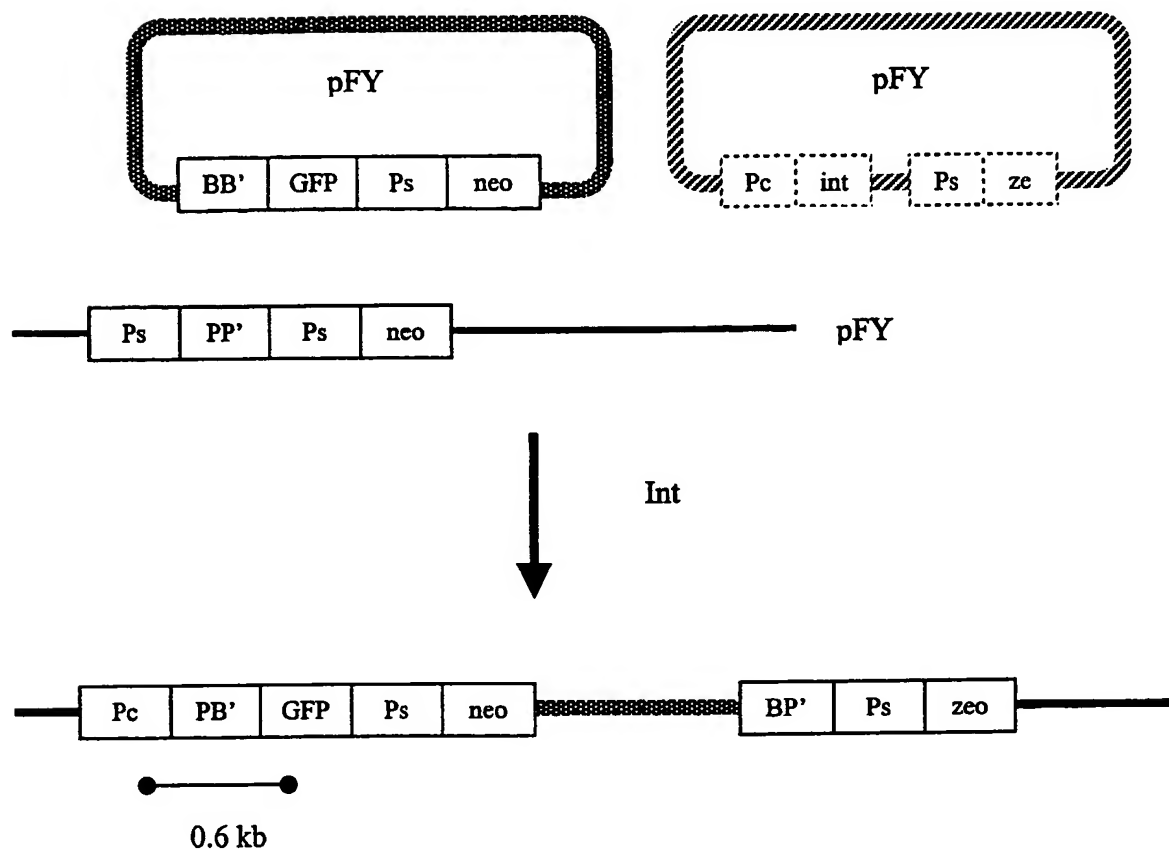 pFY
pFY
BB' GFP Ps neo
Pc int Ps ze
Ps PP' Ps neo
pFY
Int
Pc PB' GFP Ps neo BP' Ps zeo
0.6 kb